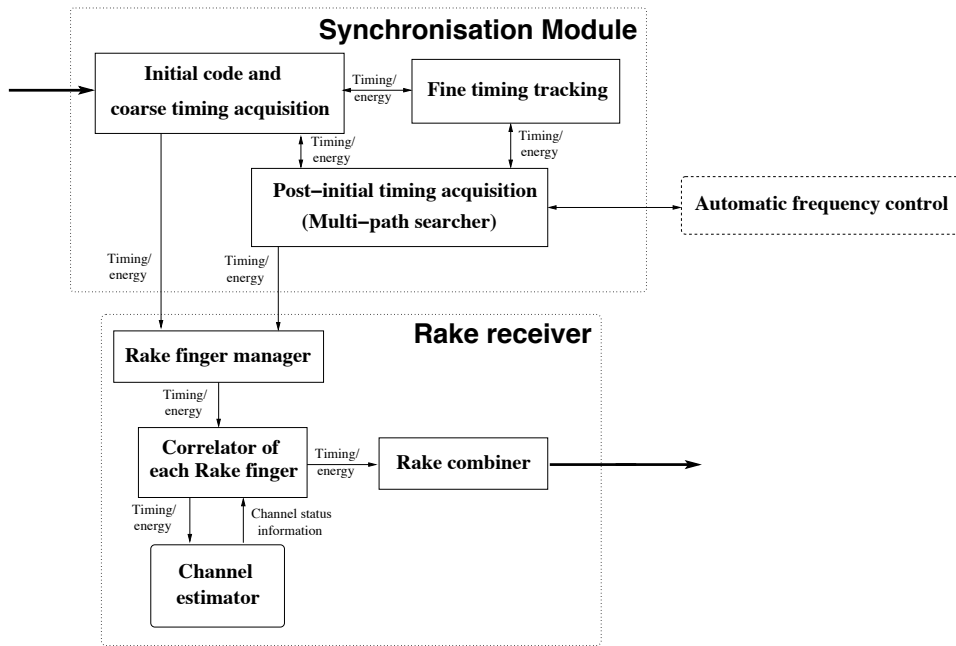 Synchronisation Module
Initial code and
coarse timing acquisition
Timing/
energy
Fine timing tracking
Timing/
energy
Timing/
energy
Post−initial timing acquisition
(Multi−path searcher)
Automatic frequency control
Timing/
energy
Timing/
energy
Rake receiver
Rake finger manager
Timing/
energy
Correlator of
each Rake finger
Timing/
energy
Rake combiner
Timing/
energy
Channel status
information
Channel
estimator